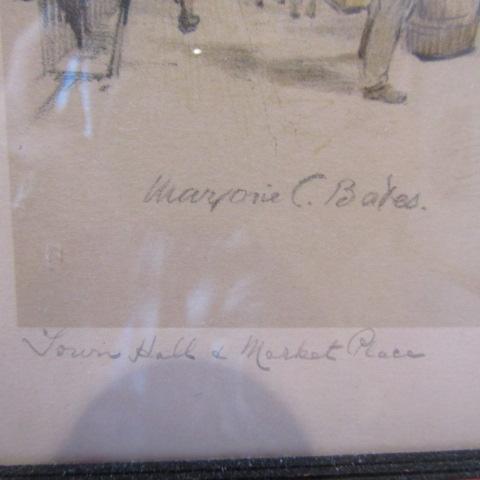 Marjorie C. Bates.
Town Hall & Market Place